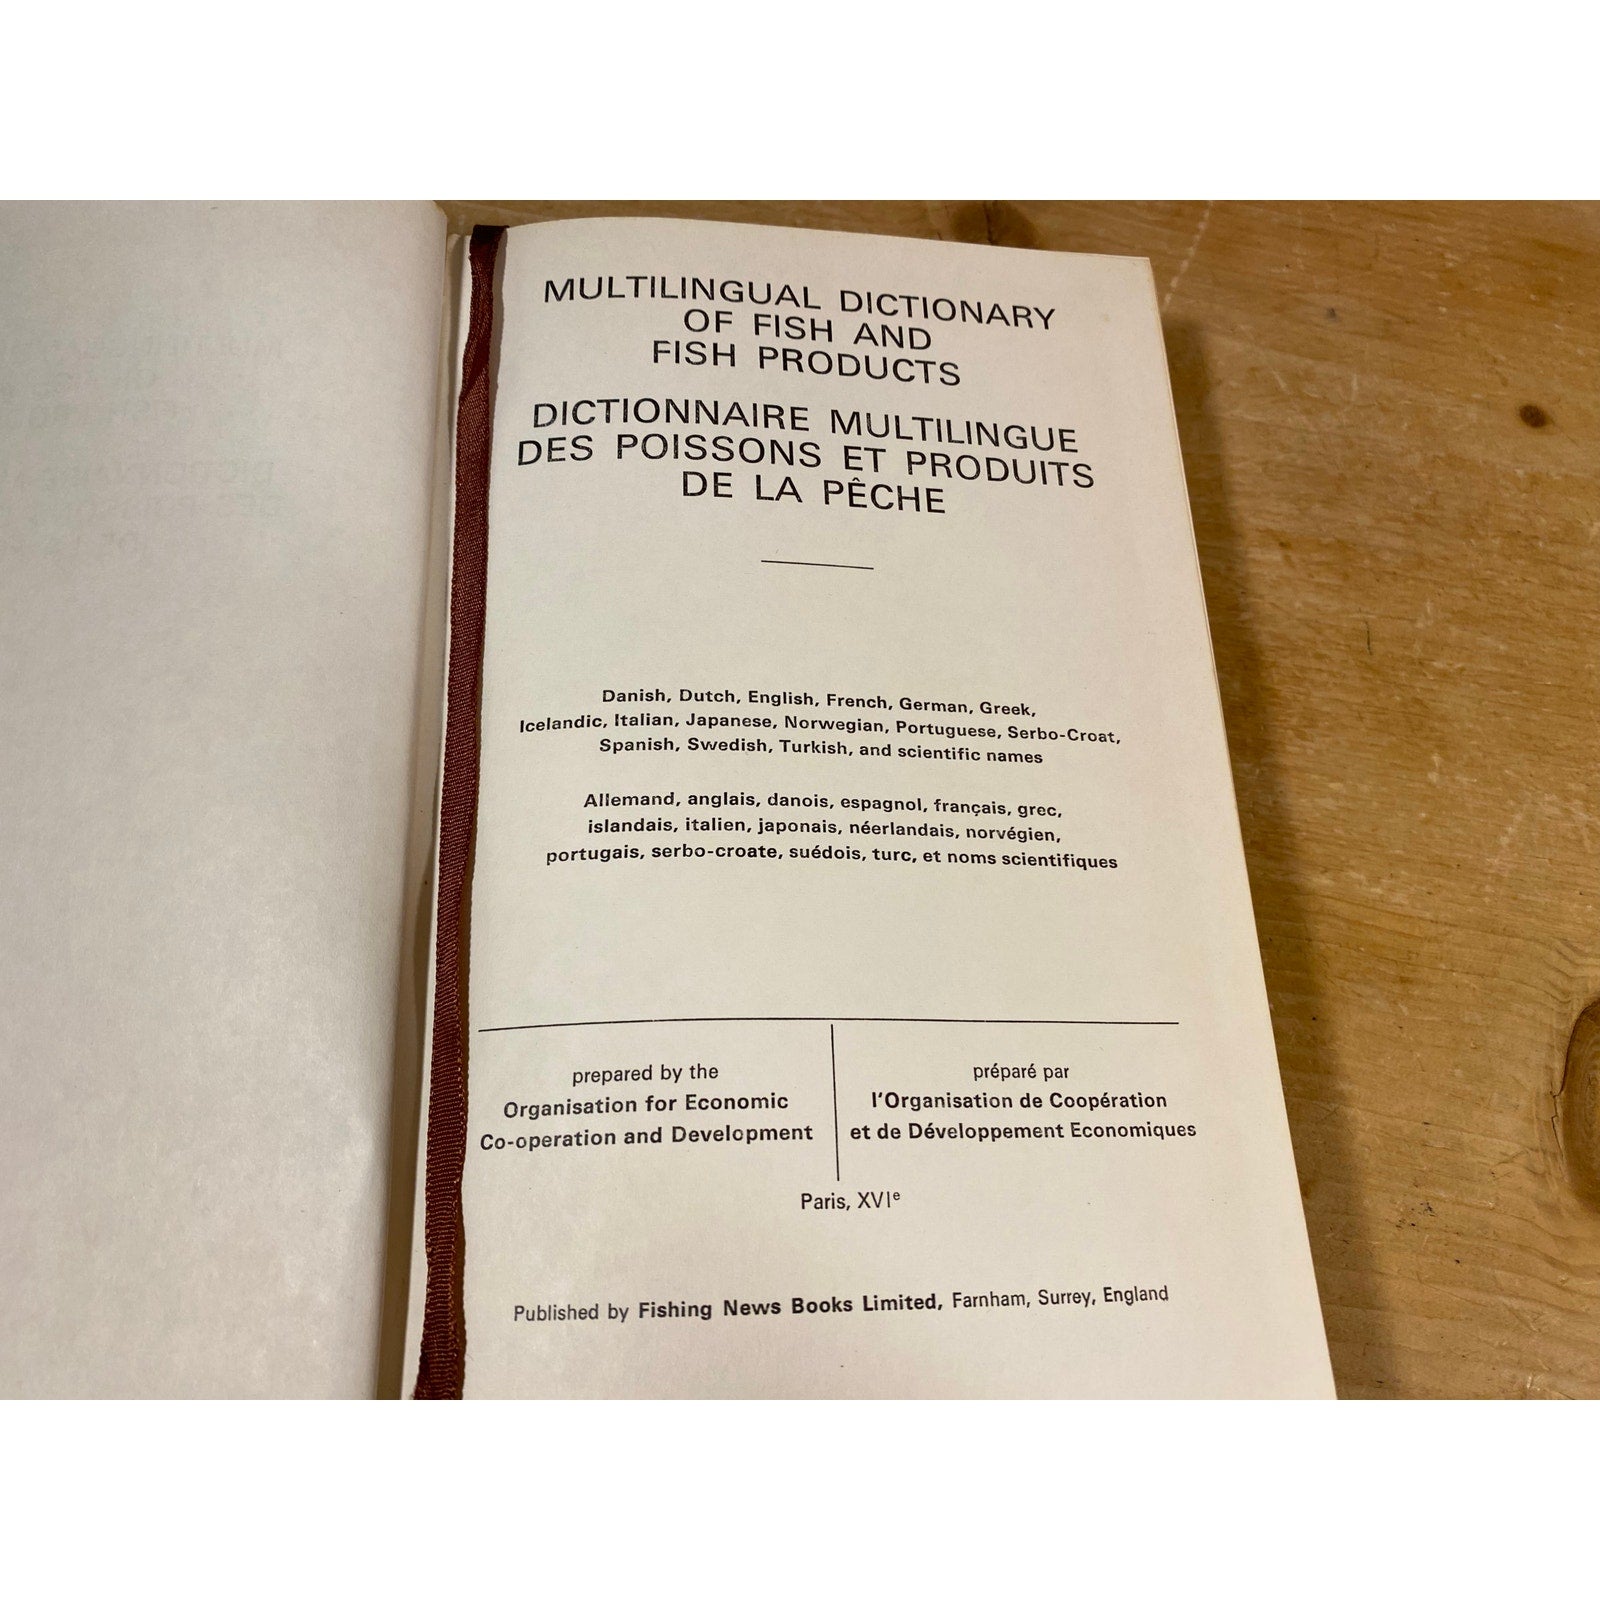 MULTILINGUAL DICTIONARY
OF FISH AND
FISH PRODUCTS
DICTIONNAIRE MULTILINGUE
DES POISSONS ET PRODUITS
DE LA PÊCHE
Danish, Dutch, English, French, German, Greek,
Icelandic, Italian, Japanese, Norwegian, Portuguese, Serbo-Croat,
Spanish, Swedish, Turkish, and scientific names
Allemand, anglais, danois, espagnol, français, grec,
islandais, italien, japonais, néerlandais, norvégien,
portugais, serbo-croate, suédois, turc, et noms scientifiques
prepared by the
Organisation for Economic
Co-operation and Development
préparé par
l'Organisation de Coopération
et de Développement Economiques
Paris, XVIᵉ
Published by Fishing News Books Limited, Farnham, Surrey, England